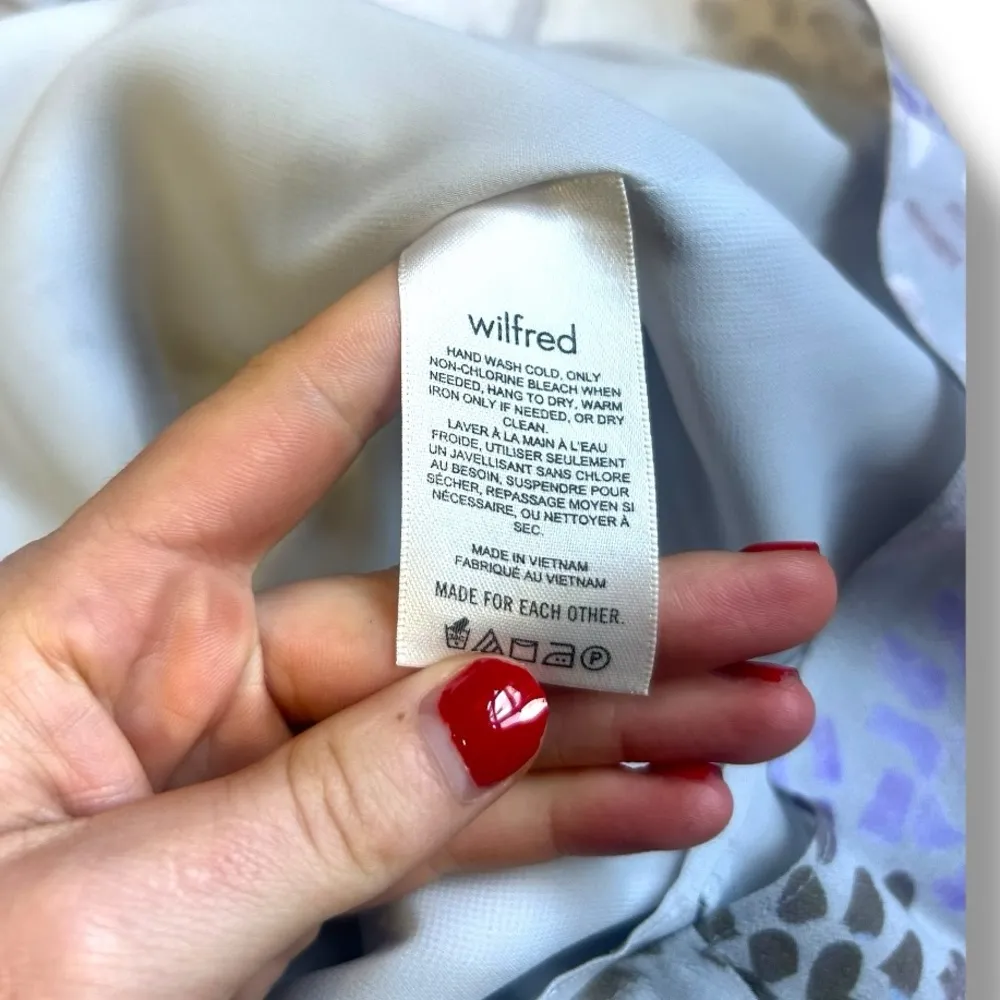 wilfred
HAND WASH COLD, ONLY
NON-CHLORINE BLEACH WHEN
NEEDED, HANG TO DRY, WARM
IRON ONLY IF NEEDED, OR DRY
CLEAN.
LAVER À LA MAIN À L'EAU
FROIDE, UTILISER SEULEMENT
UN JAVELLISANT SANS CHLORE
AU BESOIN, SUSPENDRE POUR
SÉCHER, REPASSAGE MOYEN SI
NÉCESSAIRE, OU NETTOYER À
SEC.
MADE IN VIETNAM
FABRIQUÉ AU VIETNAM
MADE FOR EACH OTHER.
P